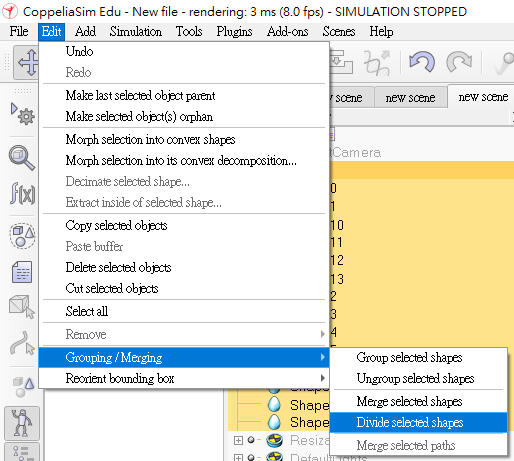 CoppeliaSim Edu - New file - rendering: 3 ms (8.0 fps) - SIMULATION STOPPED
File Edit Add Simulation Tools Plugins Add-ons Scenes Help
Undo
Redo
Make last selected object parent
Make selected object(s) orphan
Morph selection into convex shapes
Morph selection into its convex decomposition...
Decimate selected shape...
Extract inside of selected shape...
Copy selected objects
Paste buffer
Delete selected objects
Cut selected objects
Select all
Remove
Grouping / Merging
Reorient bounding box
Group selected shapes
Ungroup selected shapes
Merge selected shapes
Divide selected shapes
Merge selected paths
scene new scene new scene
Camera
0
1
10
11
12
13
2
3
4
Shape
Shape
Resiza
DefaultLights
f(x)